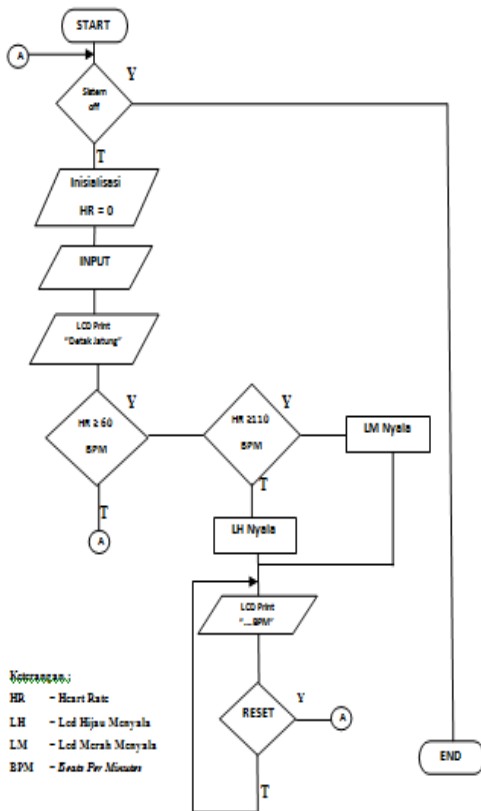 START
A
Y
Sistem
off
T
Inisialisasi
HR = 0
INPUT
LCD Print
"Detak Jatung"
Y
HR ≥ 60
BPM
T
A
Y
HR ≥110
BPM
T
LM Nyala
LH Nyala
LCD Print
"....BPM"
RESET
Y
A
T
END
Keterangan :
HR = Heart Rate
LH = Led Hijau Menyala
LM = Led Merah Menyala
BPM = Beats Per Minutes